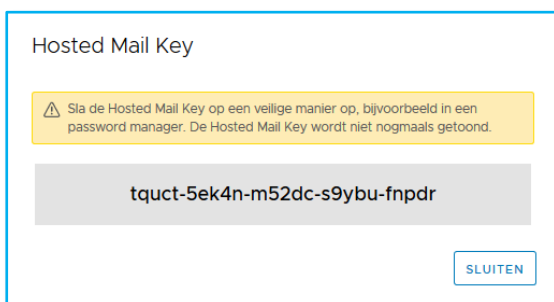 Hosted Mail Key
Sla de Hosted Mail Key op een veilige manier op, bijvoorbeeld in een
password manager. De Hosted Mail Key wordt niet nogmaals getoond.
tquct-5ek4n-m52dc-s9ybu-fnpdr
SLUITEN